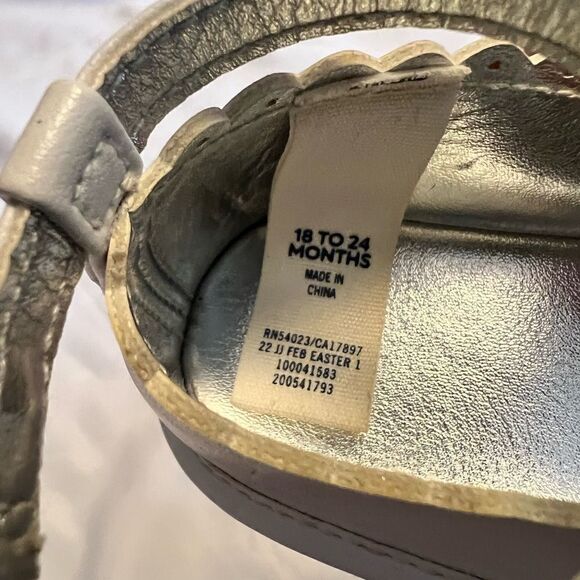 18 TO 24
MONTHS
MADE IN
CHINA
RN54023/CA17897
22 JJ FEB EASTER 1
100041583
200541793